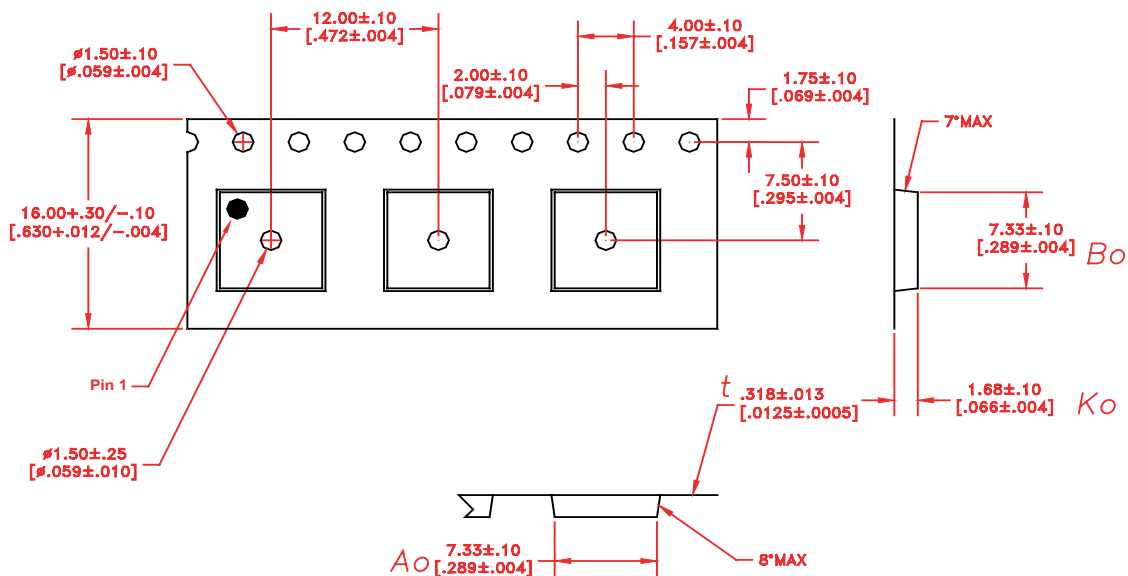 12.00±.10
[.472±.004]
4.00±.10
[.157±.004]
ø1.50±.10
[ø.059±.004]
2.00±.10
[.079±.004]
1.75±.10
[.069±.004]
7°MAX
7.50±.10
[.295±.004]
16.00+.30/-.10
[.630+.012/-.004]
7.33±.10
[.289±.004]
Bo
Pin 1
t
.318±.013
[.0125±.0005]
1.68±.10
[.066±.004]
Ko
ø1.50±.25
[ø.059±.010]
Ao
7.33±.10
[.289±.004]
8°MAX